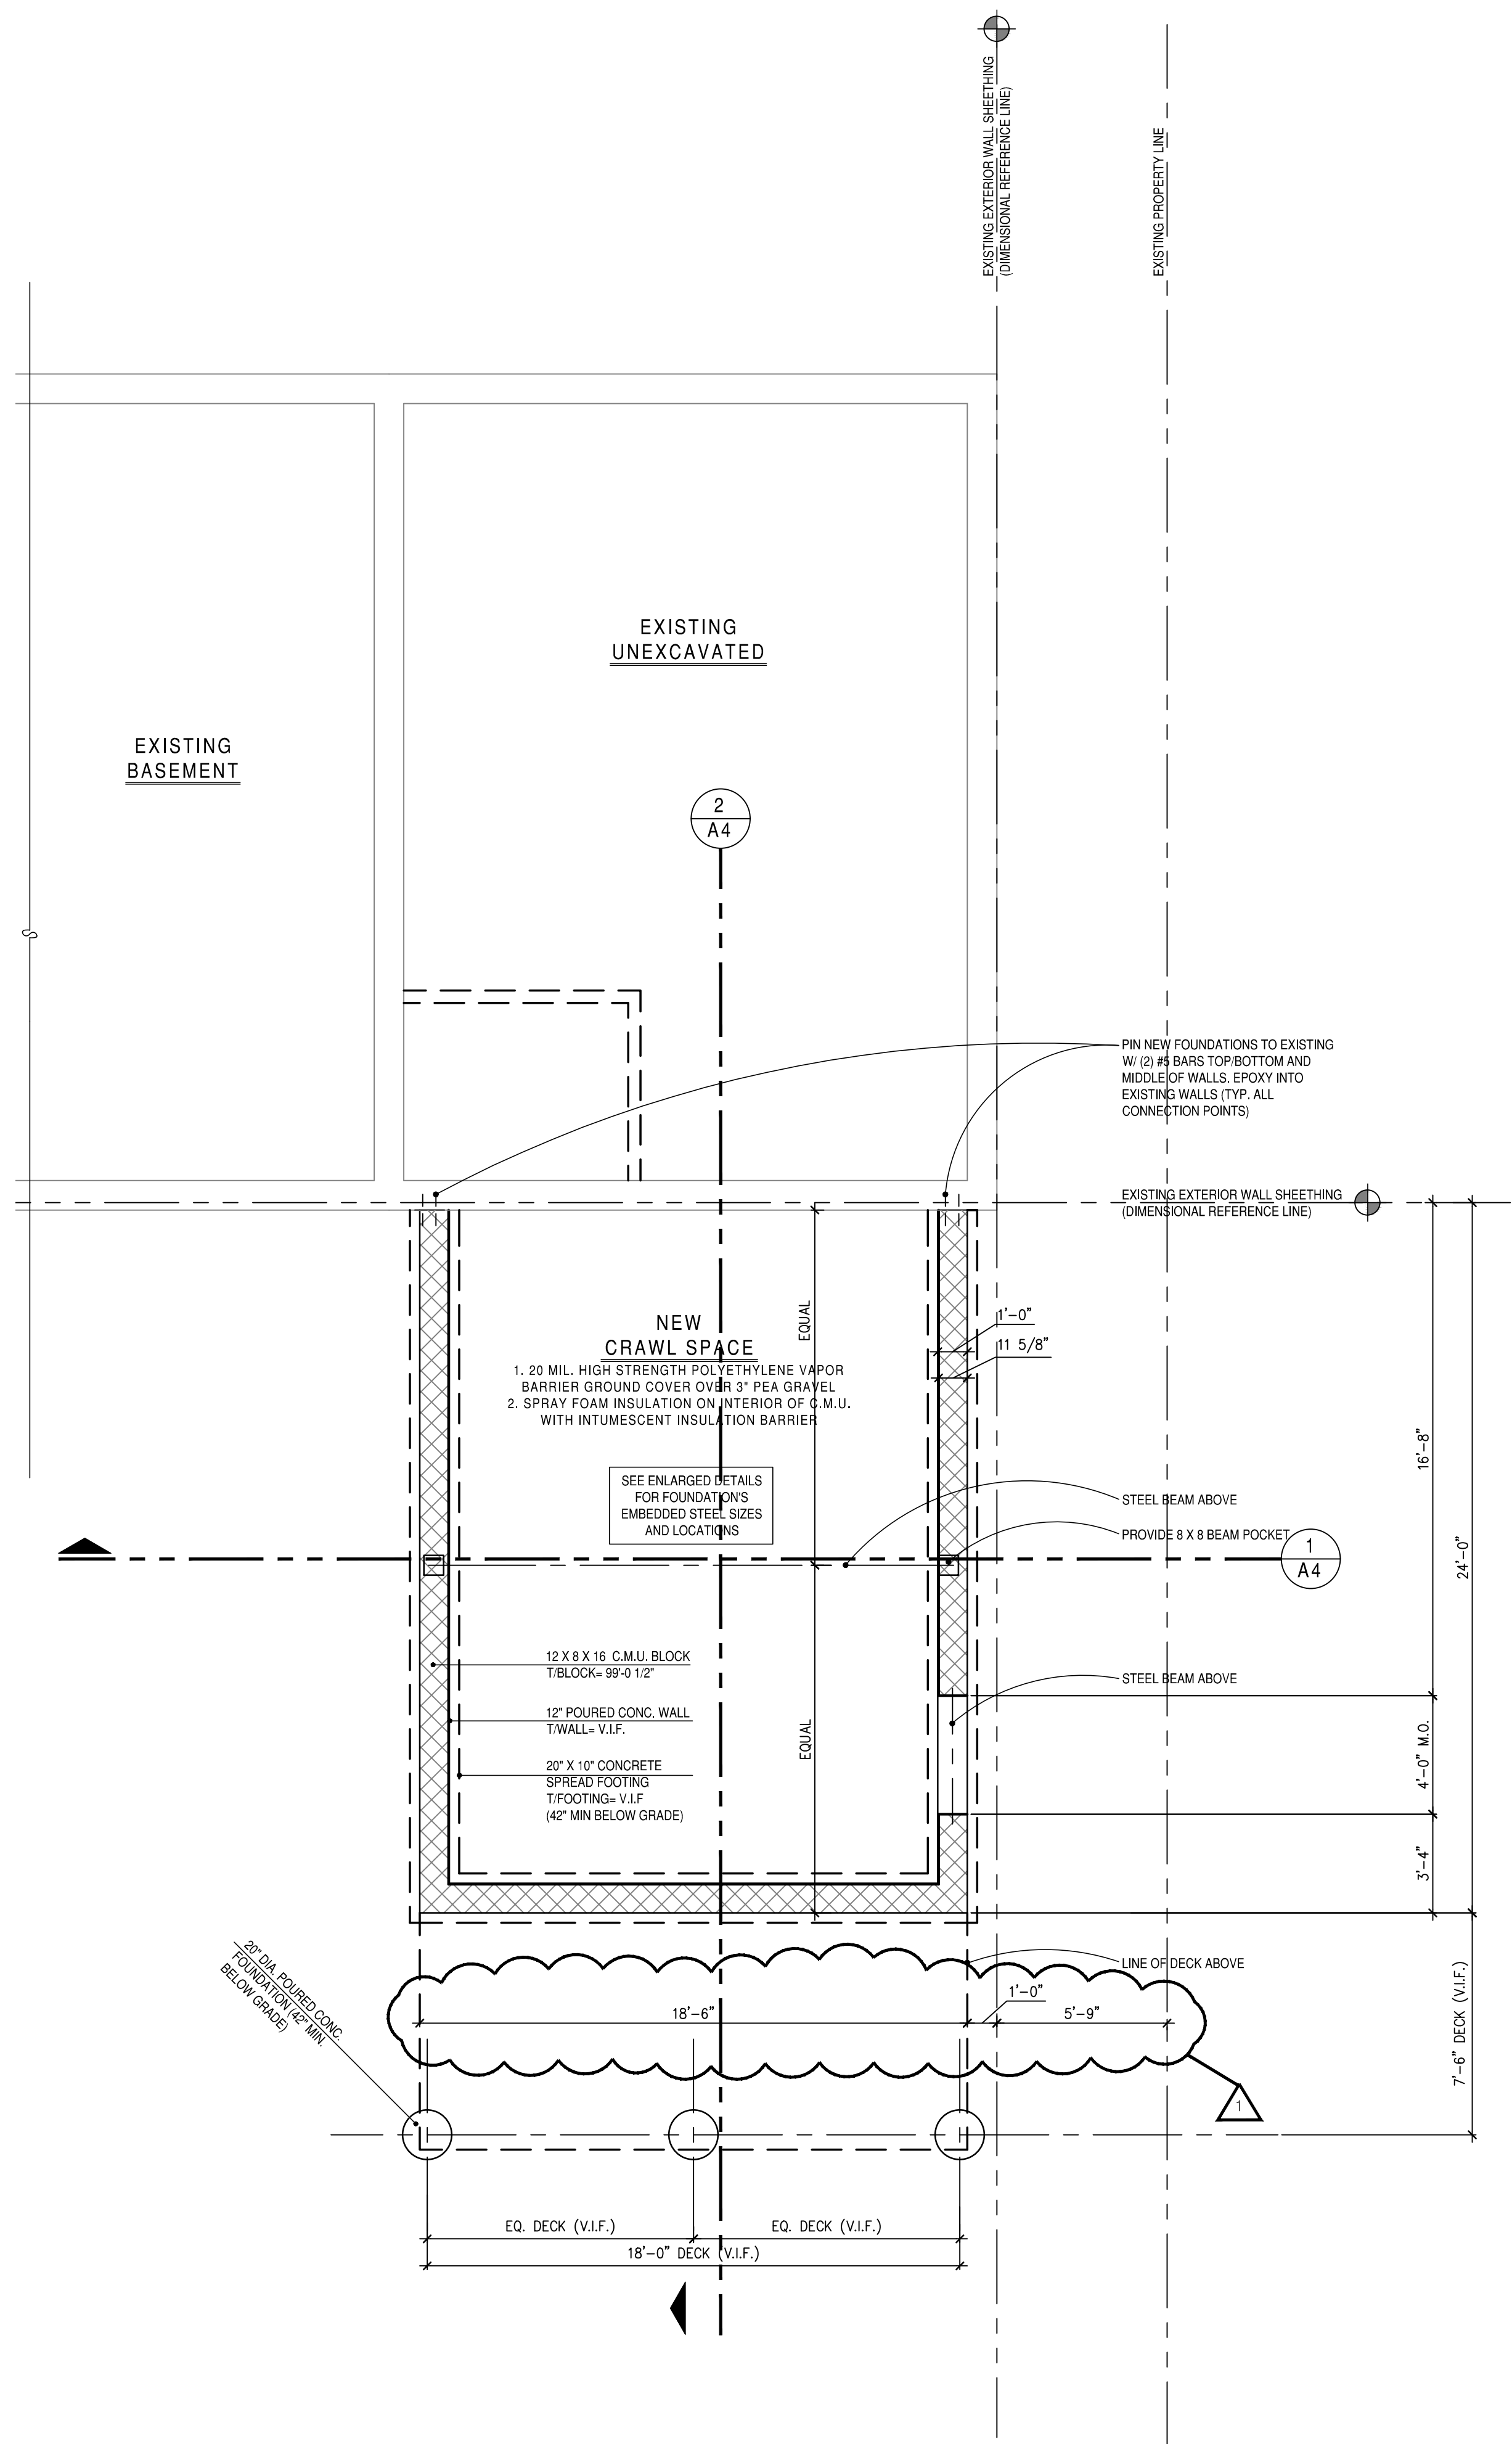 EXISTING EXTERIOR WALL SHEETHING
(DIMENSIONAL REFERENCE LINE)
EXISTING PROPERTY LINE
EXISTING
UNEXCAVATED
EXISTING
BASEMENT
2
A4
PIN NEW FOUNDATIONS TO EXISTING
W/ (2) #5 BARS TOP/BOTTOM AND
MIDDLE OF WALLS. EPOXY INTO
EXISTING WALLS (TYP. ALL
CONNECTION POINTS)
EXISTING EXTERIOR WALL SHEETHING
(DIMENSIONAL REFERENCE LINE)
NEW
CRAWL SPACE
1. 20 MIL. HIGH STRENGTH POLYETHYLENE VAPOR
BARRIER GROUND COVER OVER 3" PEA GRAVEL
2. SPRAY FOAM INSULATION ON INTERIOR OF C.M.U.
WITH INTUMESCENT INSULATION BARRIER
EQUAL
1'-0"
11 5/8"
16'-8"
SEE ENLARGED DETAILS
FOR FOUNDATION'S
EMBEDDED STEEL SIZES
AND LOCATIONS
STEEL BEAM ABOVE
PROVIDE 8 X 8 BEAM POCKET
1
A4
24'-0"
12 X 8 X 16 C.M.U. BLOCK
T/BLOCK= 99'-0 1/2"
12" POURED CONC. WALL
T/WALL= V.I.F.
20" X 10" CONCRETE
SPREAD FOOTING
T/FOOTING= V.I.F
(42" MIN BELOW GRADE)
EQUAL
STEEL BEAM ABOVE
4'-0" M.O.
3'-4"
20" DIA. POURED CONC.
FOUNDATION (42" MIN.
BELOW GRADE)
LINE OF DECK ABOVE
18'-6"
1'-0"
5'-9"
7'-6" DECK (V.I.F.)
1
EQ. DECK (V.I.F.)
EQ. DECK (V.I.F.)
18'-0" DECK (V.I.F.)